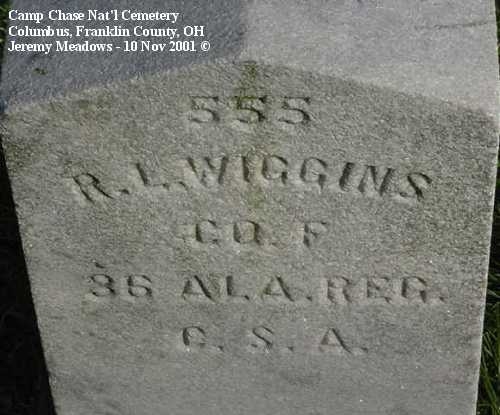 Camp Chase Nat'l Cemetery
Columbus, Franklin County, OH
Jeremy Meadows - 10 Nov 2001 ©
555
R. L. WIGGINS
CO. F
36 ALA. REG.
C. S. A.